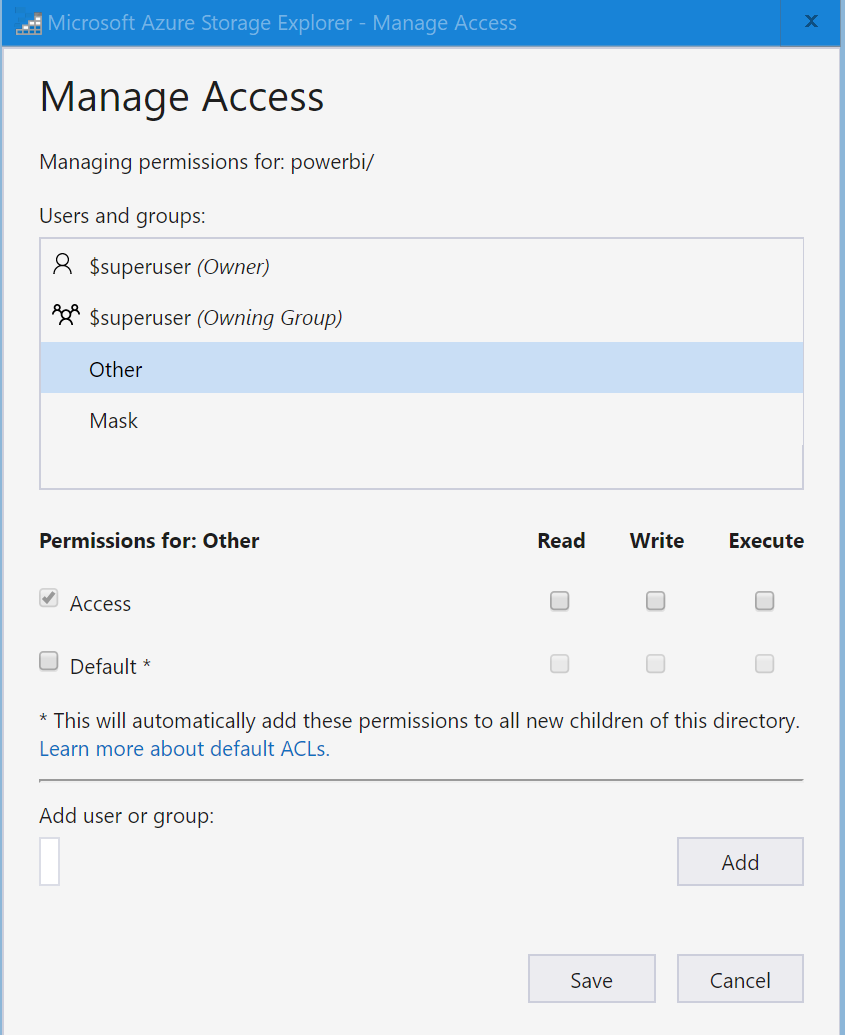 Microsoft Azure Storage Explorer - Manage Access
Manage Access
Managing permissions for: powerbi/
Users and groups:
$superuser (Owner)
$superuser (Owning Group)
Other
Mask
Permissions for: Other Read Write Execute
Access
Default *
* This will automatically add these permissions to all new children of this directory.
Learn more about default ACLs.
Add user or group:
Add
Save Cancel